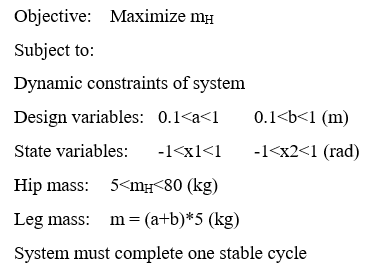 Objective: Maximize mH
Subject to:
Dynamic constraints of system
Design variables: 0.1<a<1 0.1<b<1 (m)
State variables: -1<x1<1 -1<x2<1 (rad)
Hip mass: 5<mH<80 (kg)
Leg mass: m = (a+b)*5 (kg)
System must complete one stable cycle